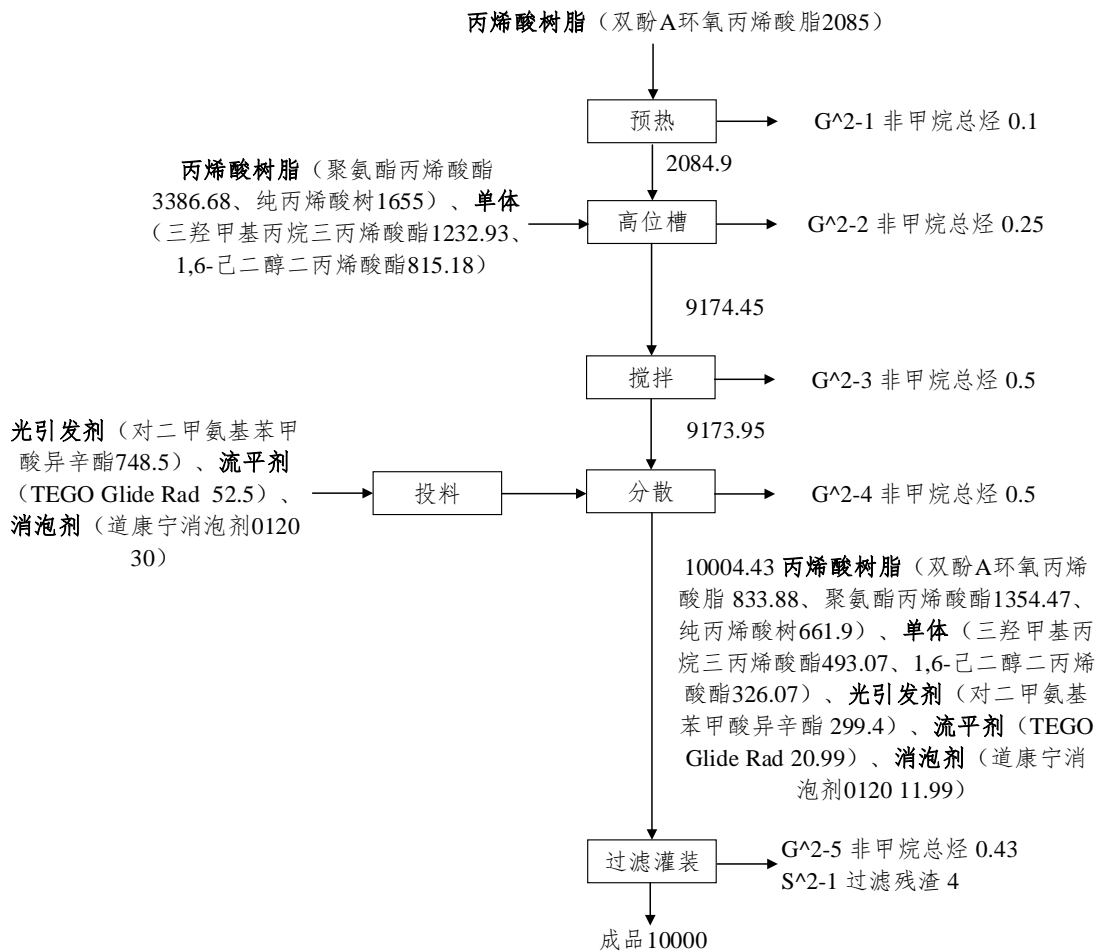 丙烯酸树脂（双酚A环氧丙烯酸脂2085）
预热
G^2-1 非甲烷总烃 0.1
2084.9
丙烯酸树脂（聚氨酯丙烯酸酯
3386.68、纯丙烯酸树1655）、单体
（三羟甲基丙烷三丙烯酸酯1232.93、
1,6-己二醇二丙烯酸酯815.18）
高位槽
G^2-2 非甲烷总烃 0.25
9174.45
搅拌
G^2-3 非甲烷总烃 0.5
9173.95
光引发剂（对二甲氨基苯甲
酸异辛酯748.5）、流平剂
（TEGO Glide Rad 52.5）、
消泡剂（道康宁消泡剂0120
30）
投料
分散
G^2-4 非甲烷总烃 0.5
10004.43 丙烯酸树脂（双酚A环氧丙烯
酸脂 833.88、聚氨酯丙烯酸酯1354.47、
纯丙烯酸树661.9）、单体（三羟甲基丙
烷三丙烯酸酯493.07、1,6-己二醇二丙烯
酸酯326.07）、光引发剂（对二甲氨基
苯甲酸异辛酯 299.4）、流平剂（TEGO
Glide Rad 20.99）、消泡剂（道康宁消
泡剂0120 11.99）
过滤灌装
G^2-5 非甲烷总烃 0.43
S^2-1 过滤残渣 4
成品10000